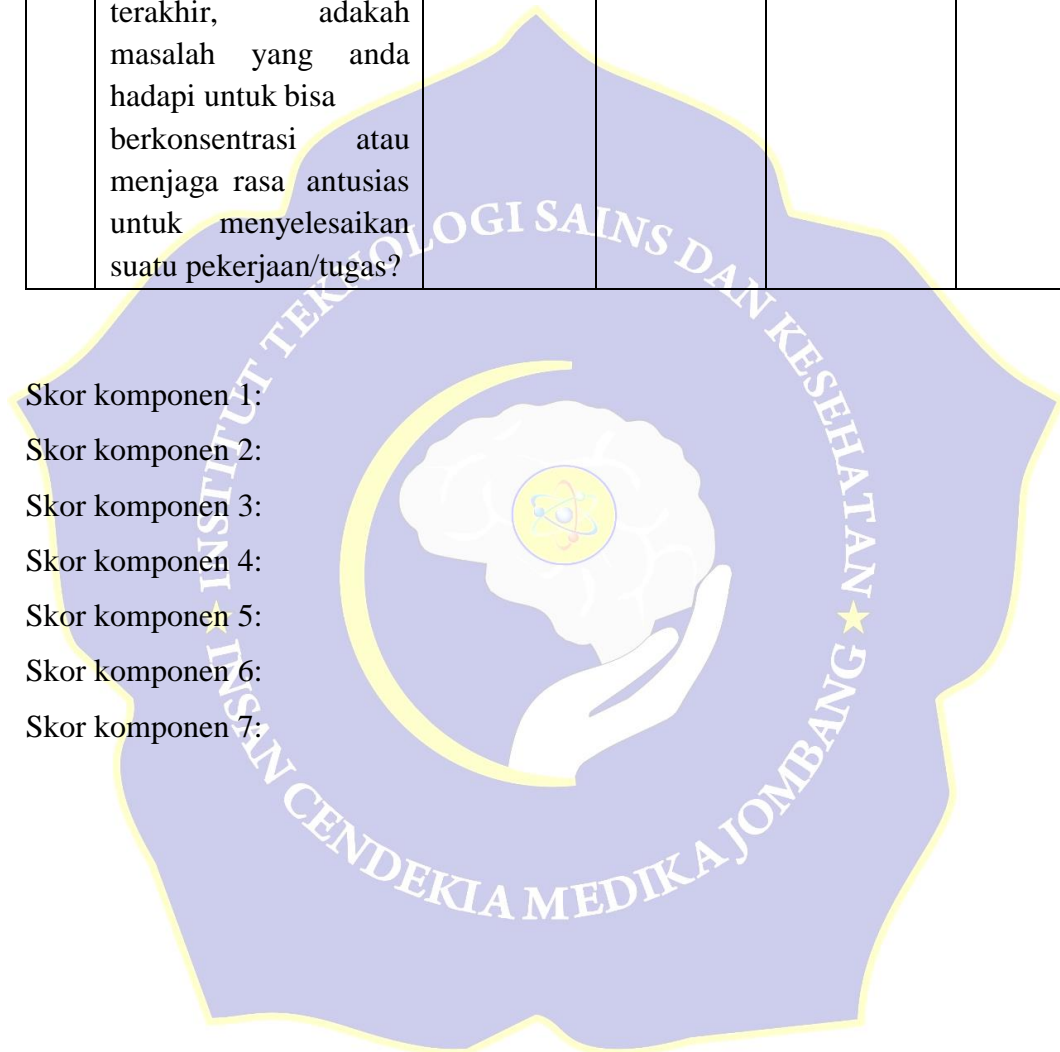 terakhir, adakah
masalah yang anda
hadapi untuk bisa
berkonsentrasi atau
menjaga rasa antusias
untuk menyelesaikan
suatu pekerjaan/tugas?
Skor komponen 1:
Skor komponen 2:
Skor komponen 3:
Skor komponen 4:
Skor komponen 5:
Skor komponen 6:
Skor komponen 7:
INSTITUT TEKNOLOGI SAINS DAN KESEHATAN
INSAN CENDEKIA MEDIKA JOMBANG